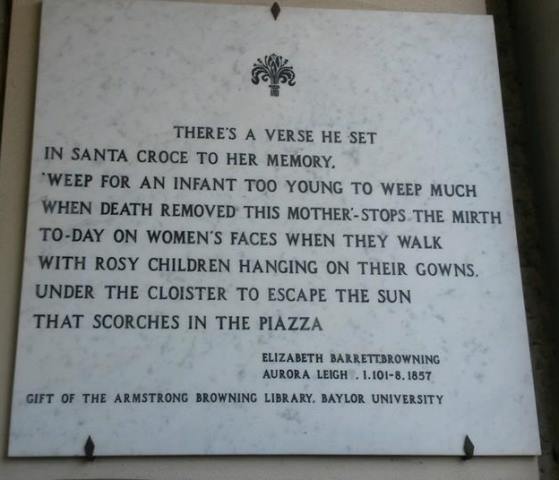 THERE'S A VERSE HE SET
IN SANTA CROCE TO HER MEMORY.
'WEEP FOR AN INFANT TOO YOUNG TO WEEP MUCH
WHEN DEATH REMOVED THIS MOTHER'-STOPS THE MIRTH
TO-DAY ON WOMEN'S FACES WHEN THEY WALK
WITH ROSY CHILDREN HANGING ON THEIR GOWNS.
UNDER THE CLOISTER TO ESCAPE THE SUN
THAT SCORCHES IN THE PIAZZA
ELIZABETH BARRETT.BROWNING
AURORA LEIGH . 1.101-8.1857
GIFT OF THE ARMSTRONG BROWNING LIBRARY. BAYLOR UNIVERSITY